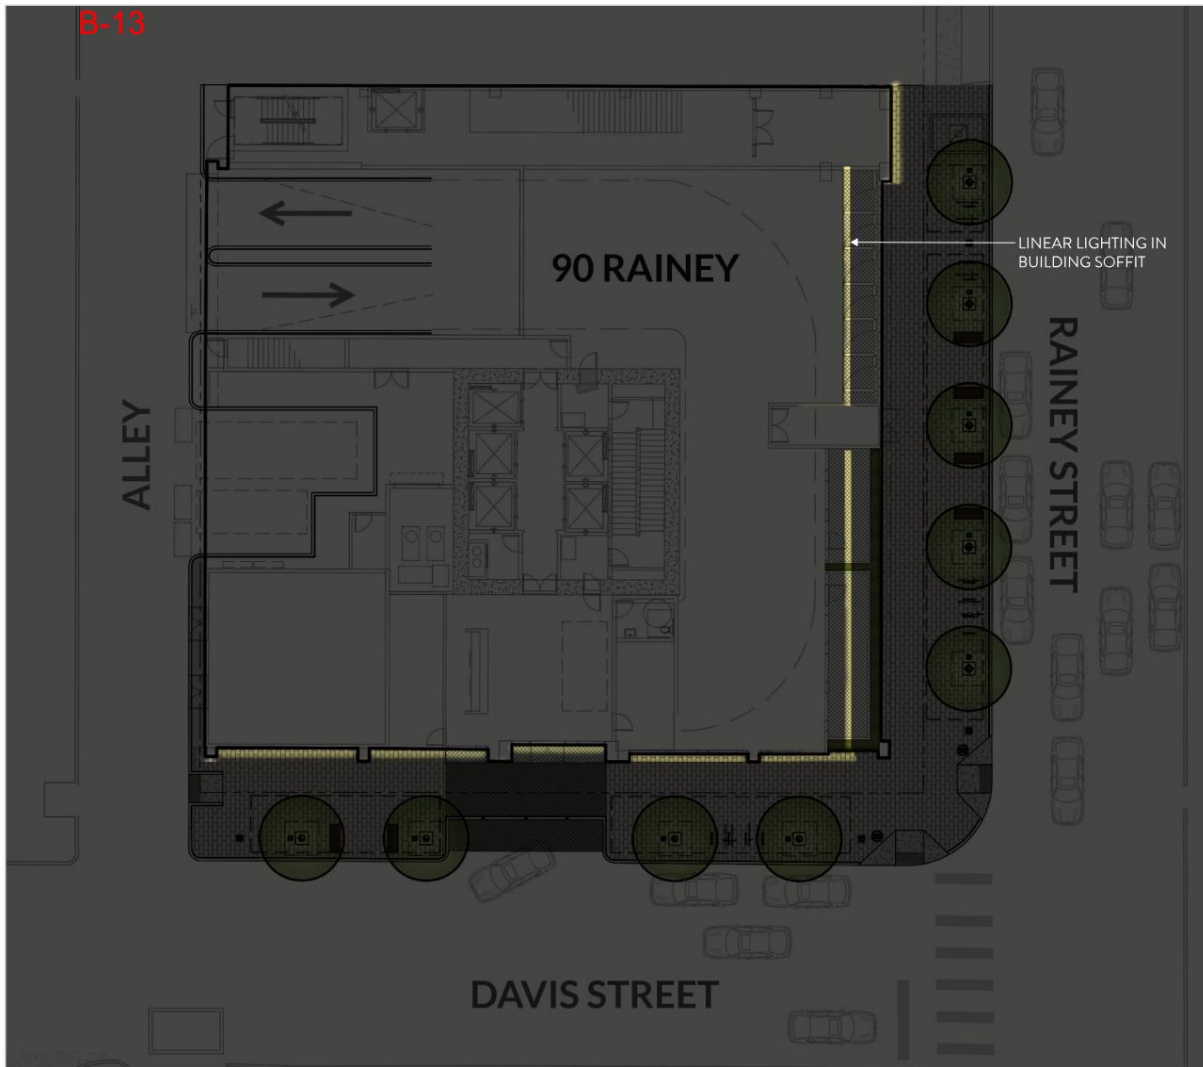 B-13
90 RAINEY
LINEAR LIGHTING IN
BUILDING SOFFIT
RAINEY STREET
ALLEY
DAVIS STREET